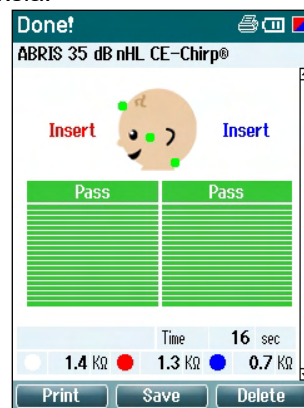 Done!
ABRIS 35 dB nHL CE-Chirp®
Insert Insert
Pass Pass
Time 16 sec
1.4 KΩ 1.3 KΩ 0.7 KΩ
Print Save Delete